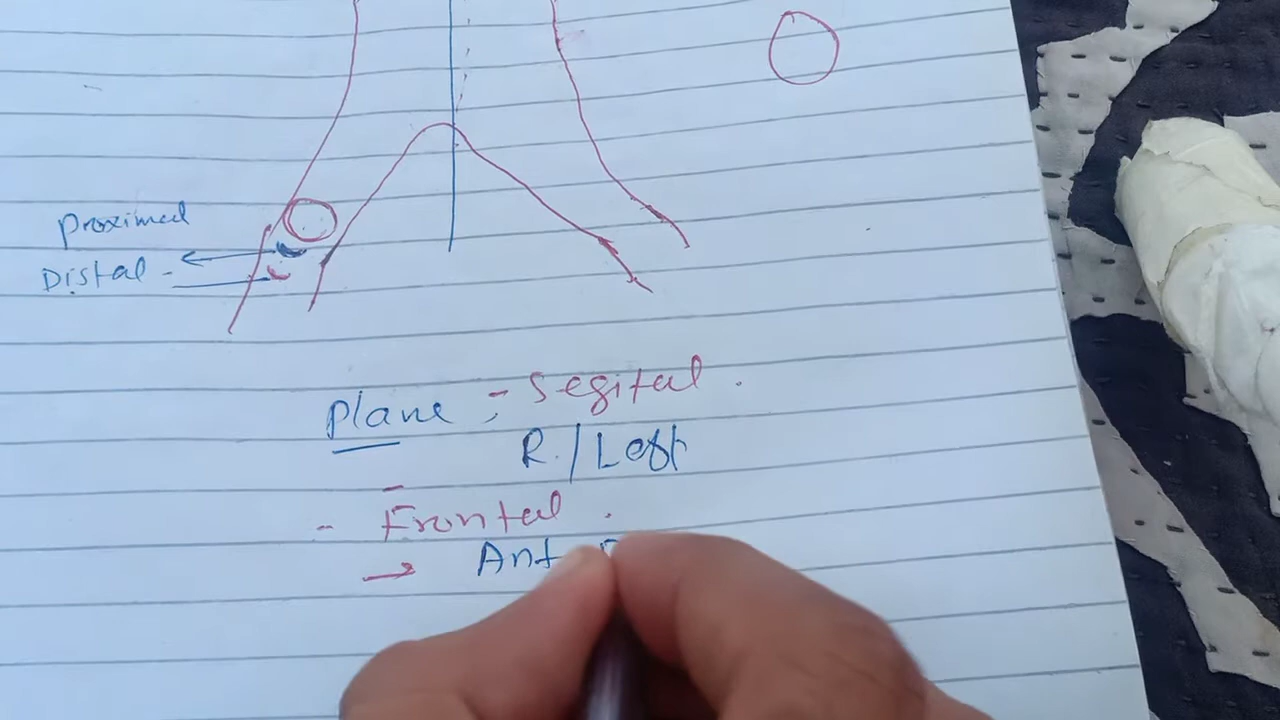 Proximal
Distal -
Plane ;- Segital .
R. / Left
- Frontal .
→ Ant